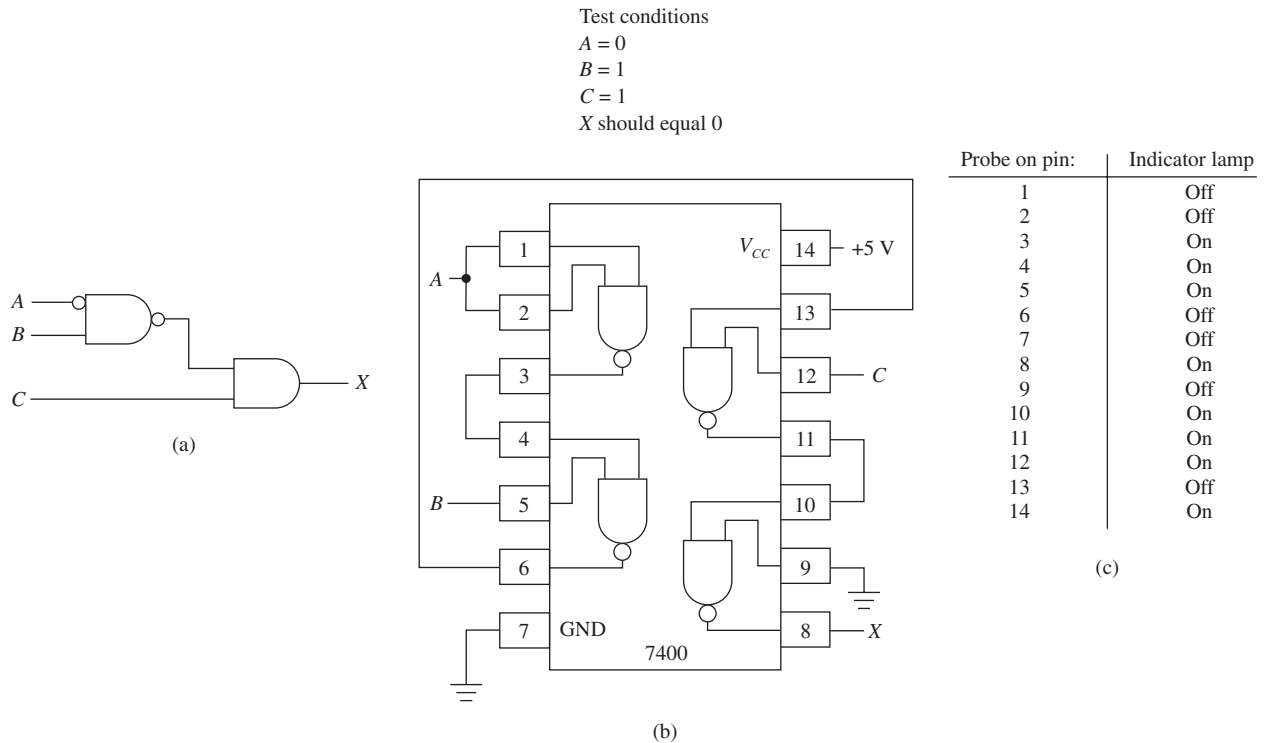 Test conditions
A = 0
B = 1
C = 1
X should equal 0
A
B
C
X
(a)
A
B
1
2
3
4
5
6
7
GND
V_CC
14
+5 V
13
12
C
11
10
9
8
X
7400
(b)
Probe on pin: Indicator lamp
1 Off
2 Off
3 On
4 On
5 On
6 Off
7 Off
8 On
9 Off
10 On
11 On
12 On
13 Off
14 On
(c)